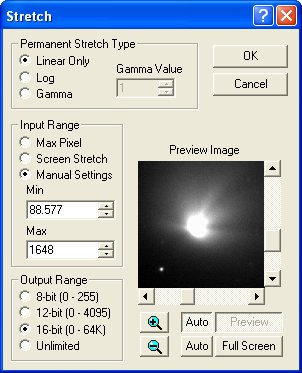 Stretch
Permanent Stretch Type
Linear Only
Log
Gamma
Gamma Value
1
OK
Cancel
Input Range
Max Pixel
Screen Stretch
Manual Settings
Min
88.577
Max
1648
Preview Image
Output Range
8-bit (0 - 255)
12-bit (0 - 4095)
16-bit (0 - 64K)
Unlimited
Auto Preview
Auto Full Screen